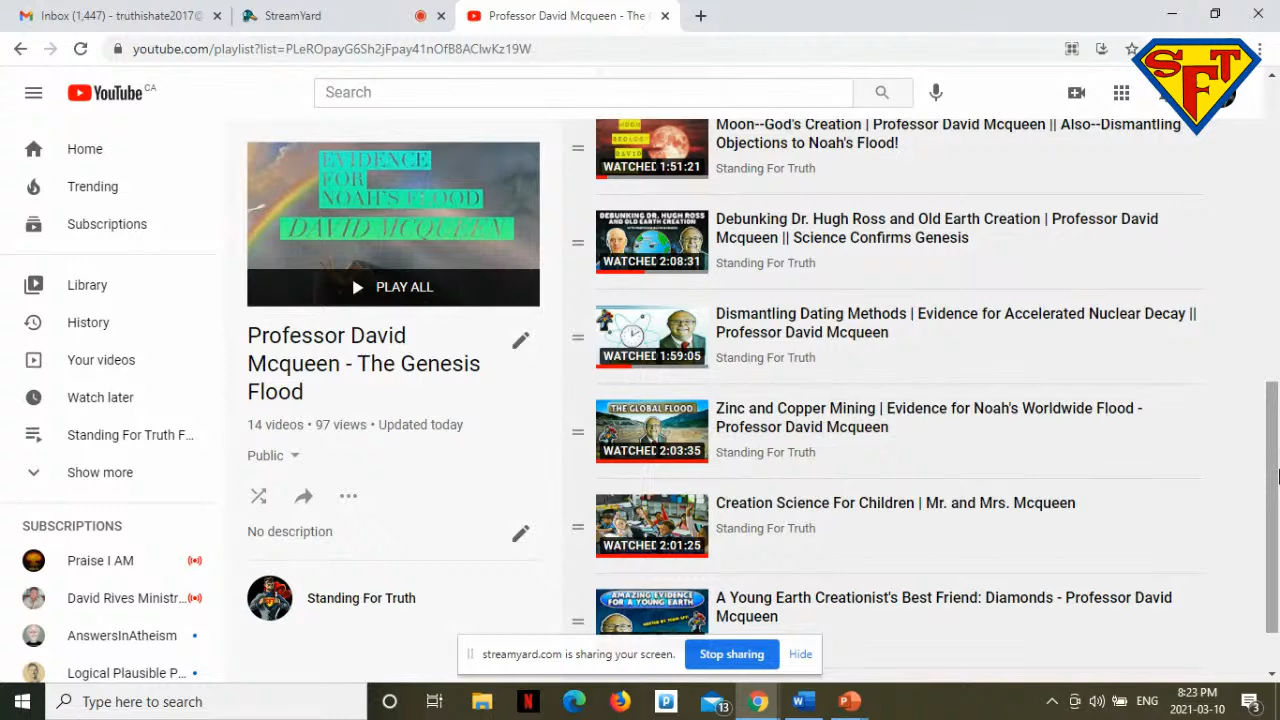 Inbox (1,447) - truthishate2017@
StreamYard
Professor David Mcqueen - The
youtube.com/playlist?list=PLeROpayG6Sh2jFpay41nOfB8ACIwKz19W
SFT
YouTube CA
Search
Home
Trending
Subscriptions
Library
History
Your videos
Watch later
Standing For Truth F...
Show more
SUBSCRIPTIONS
Praise I AM
David Rives Ministr...
AnswersInAtheism
Logical Plausible P...
EVIDENCE
FOR
NOAH'S FLOOD
DAVID MCQUEEN
PLAY ALL
Professor David
Mcqueen - The Genesis
Flood
14 videos • 97 views • Updated today
Public
No description
Standing For Truth
MOON
GEOLOGY
DAVID
WATCHED 1:51:21
Moon--God's Creation | Professor David Mcqueen || Also--Dismantling
Objections to Noah's Flood!
Standing For Truth
DEBUNKING DR. HUGH ROSS
AND OLD EARTH CREATION
WATCHED 2:08:31
Debunking Dr. Hugh Ross and Old Earth Creation | Professor David
Mcqueen || Science Confirms Genesis
Standing For Truth
WATCHED 1:59:05
Dismantling Dating Methods | Evidence for Accelerated Nuclear Decay ||
Professor David Mcqueen
Standing For Truth
THE GLOBAL FLOOD
WATCHED 2:03:35
Zinc and Copper Mining | Evidence for Noah's Worldwide Flood -
Professor David Mcqueen
Standing For Truth
WATCHED 2:01:25
Creation Science For Children | Mr. and Mrs. Mcqueen
Standing For Truth
AMAZING EVIDENCE
FOR A YOUNG EARTH
A Young Earth Creationist's Best Friend: Diamonds - Professor David
Mcqueen
streamyard.com is sharing your screen.
Stop sharing
Hide
Type here to search
13
ENG
8:23 PM
2021-03-10
3